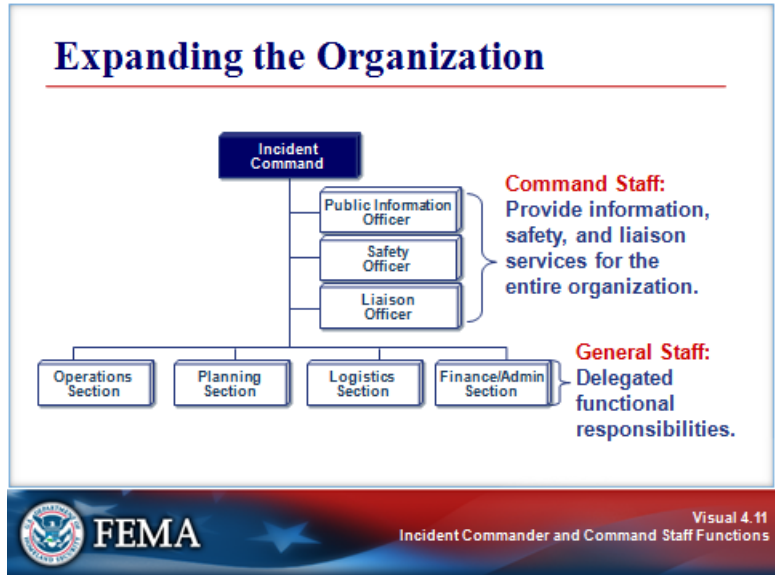 Expanding the Organization
Incident
Command
Public Information
Officer
Safety
Officer
Liaison
Officer
Command Staff:
Provide information,
safety, and liaison
services for the
entire organization.
Operations
Section
Planning
Section
Logistics
Section
Finance/Admin
Section
General Staff:
Delegated
functional
responsibilities.
FEMA
Visual 4.11
Incident Commander and Command Staff Functions